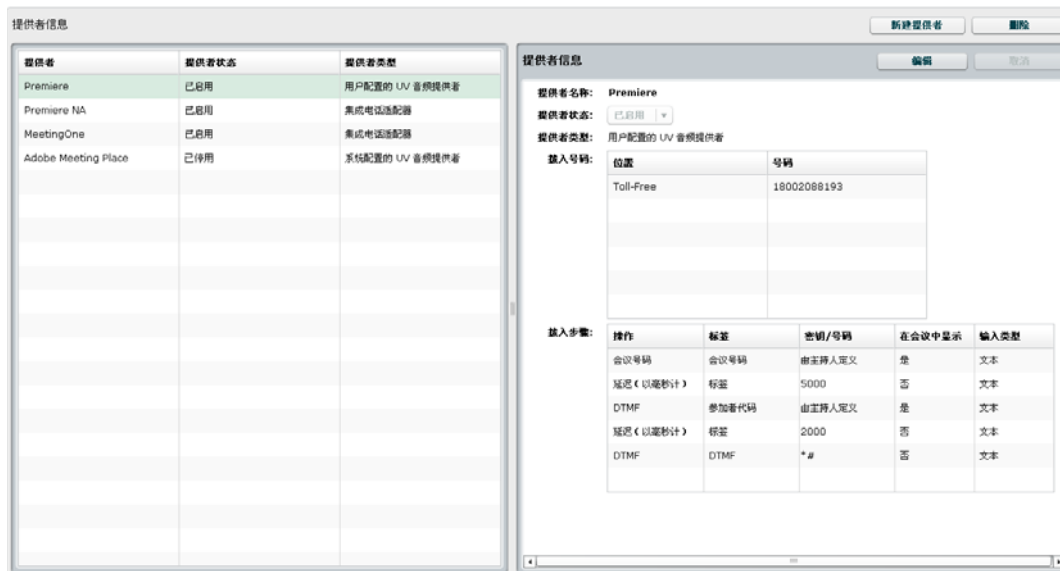 提供者信息
新建提供者 删除
提供者 提供者状态 提供者类型
Premiere 已启用 用户配置的 UV 音频提供者
Premiere NA 已启用 集成电话适配器
MeetingOne 已启用 集成电话适配器
Adobe Meeting Place 已停用 系统配置的 UV 音频提供者
提供者信息 编辑 取消
提供者名称: Premiere
提供者状态: 已启用
提供者类型: 用户配置的 UV 音频提供者
拨入号码:
位置 号码
Toll-Free 18002088193
拨入步骤:
操作 标签 密钥/号码 在会议中显示 输入类型
会议号码 会议号码 由主持人定义 是 文本
延迟(以毫秒计) 标签 5000 否 文本
DTMF 参加者代码 由主持人定义 是 文本
延迟(以毫秒计) 标签 2000 否 文本
DTMF DTMF *# 否 文本